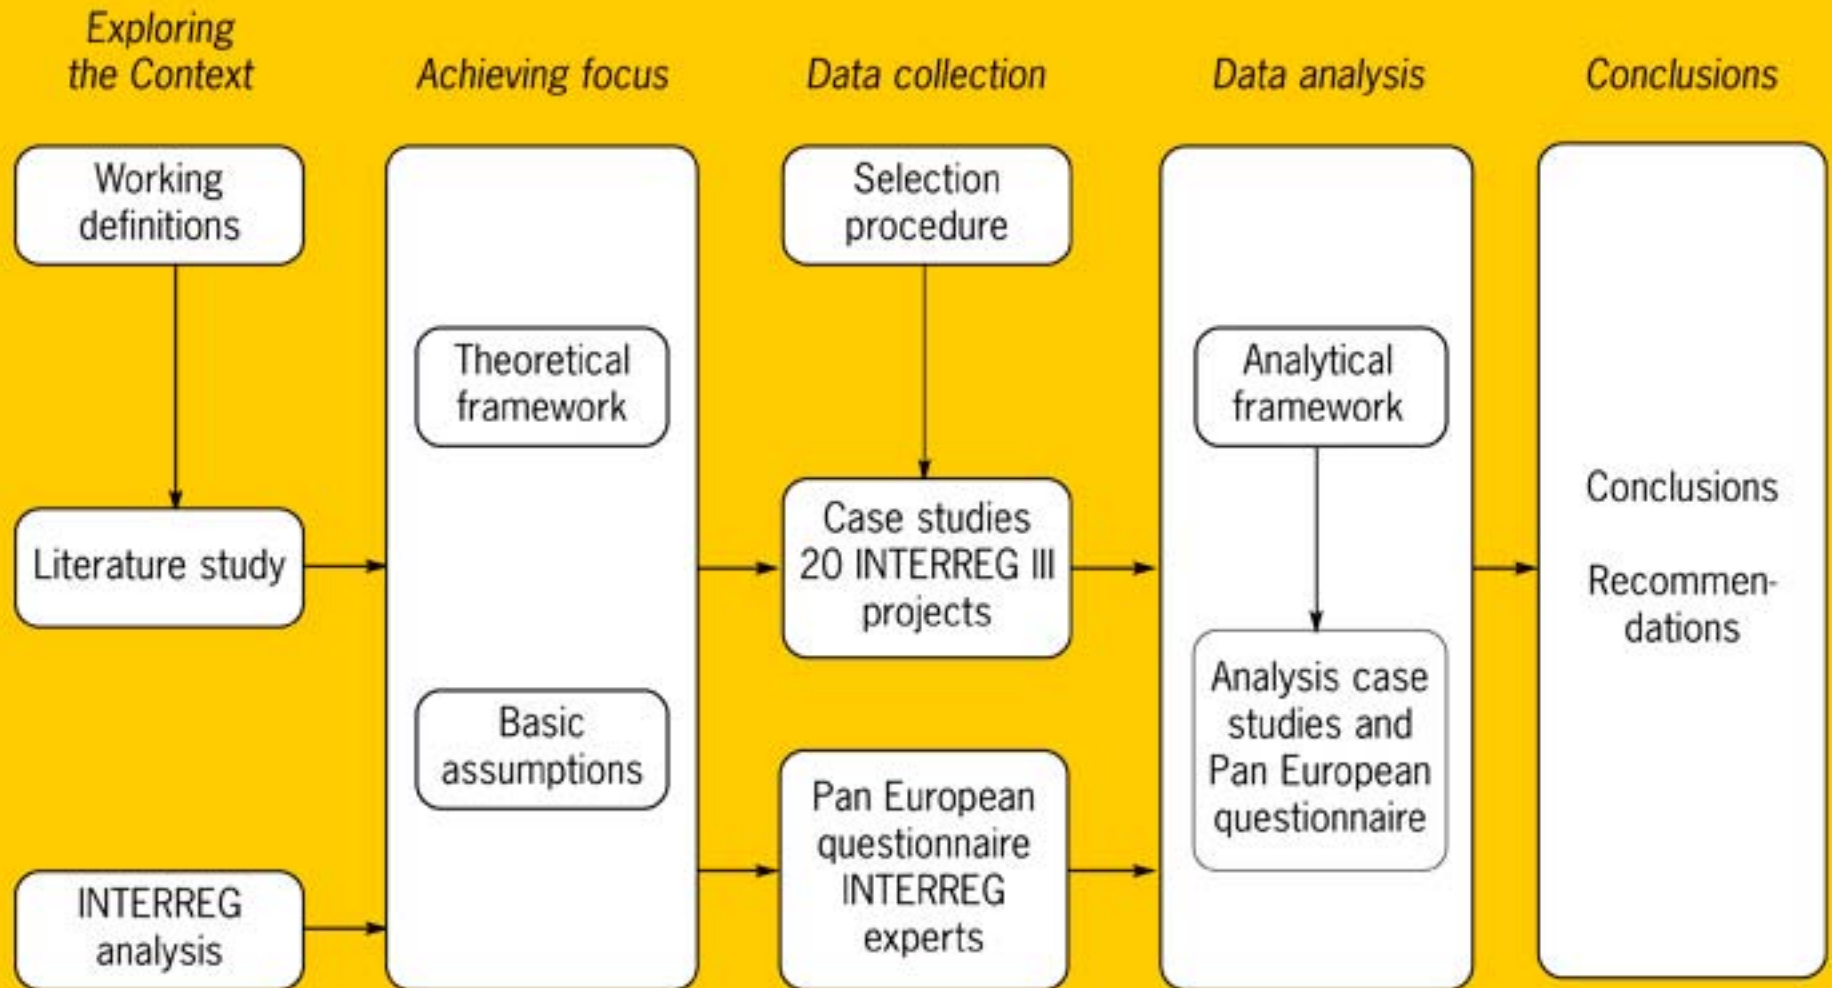 Exploring
the Context
Achieving focus
Data collection
Data analysis
Conclusions
Working
definitions
Literature study
INTERREG
analysis
Theoretical
framework
Basic
assumptions
Selection
procedure
Case studies
20 INTERREG III
projects
Pan European
questionnaire
INTERREG
experts
Analytical
framework
Analysis case
studies and
Pan European
questionnaire
Conclusions
Recommen-
dations